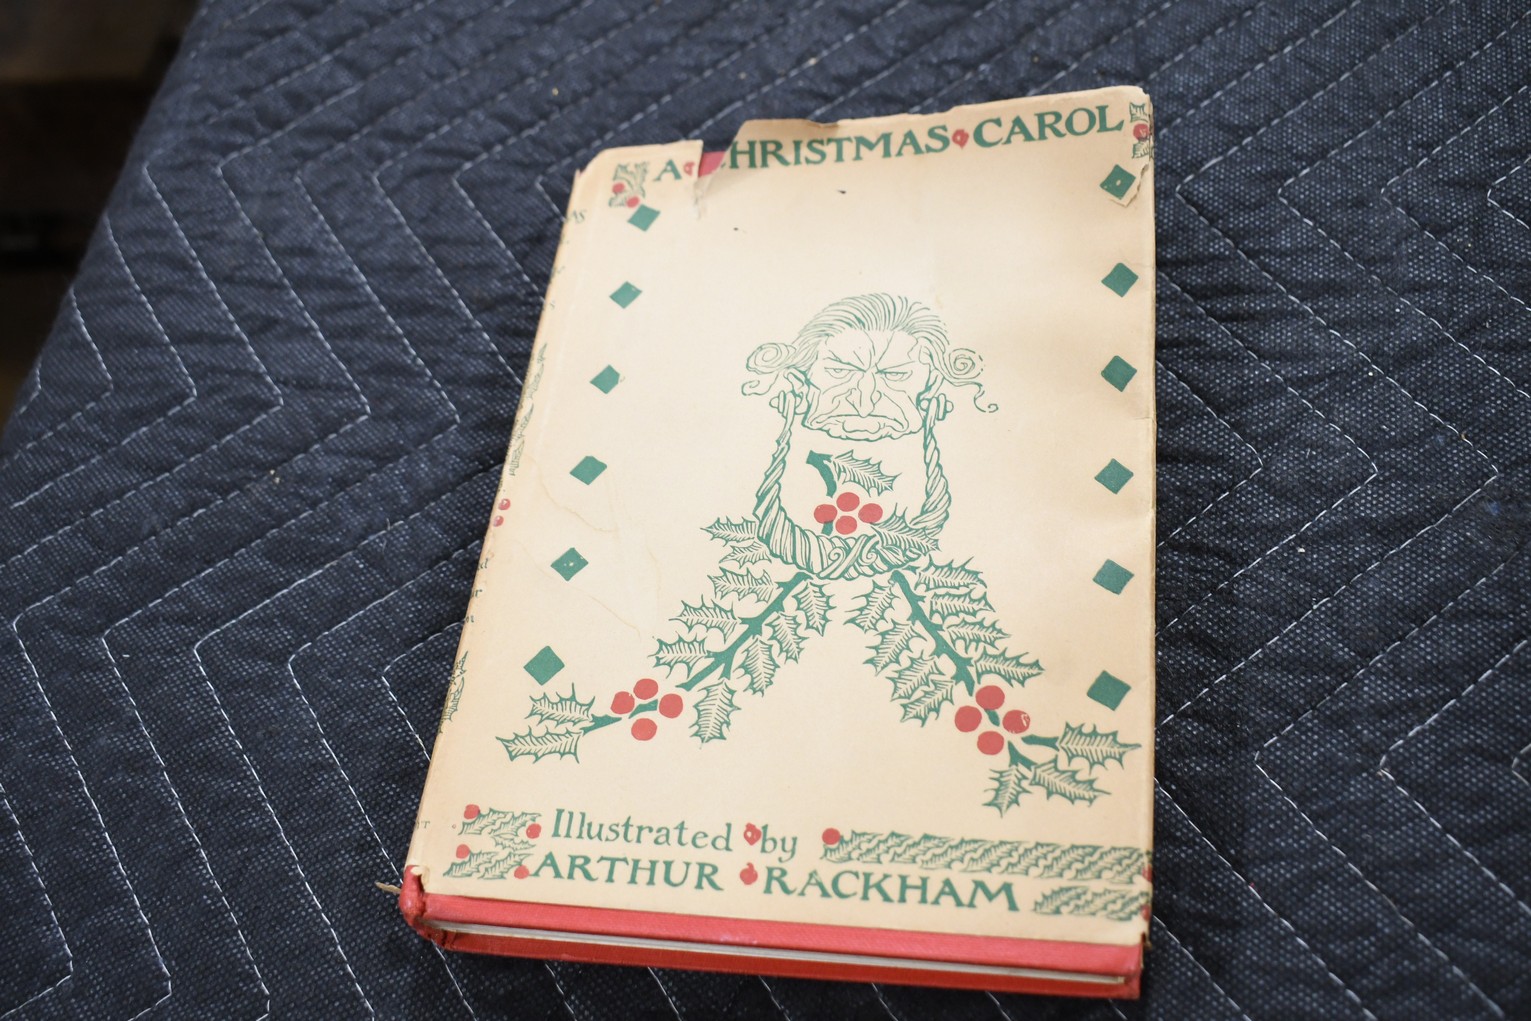 A CHRISTMAS CAROL
Illustrated by
ARTHUR RACKHAM